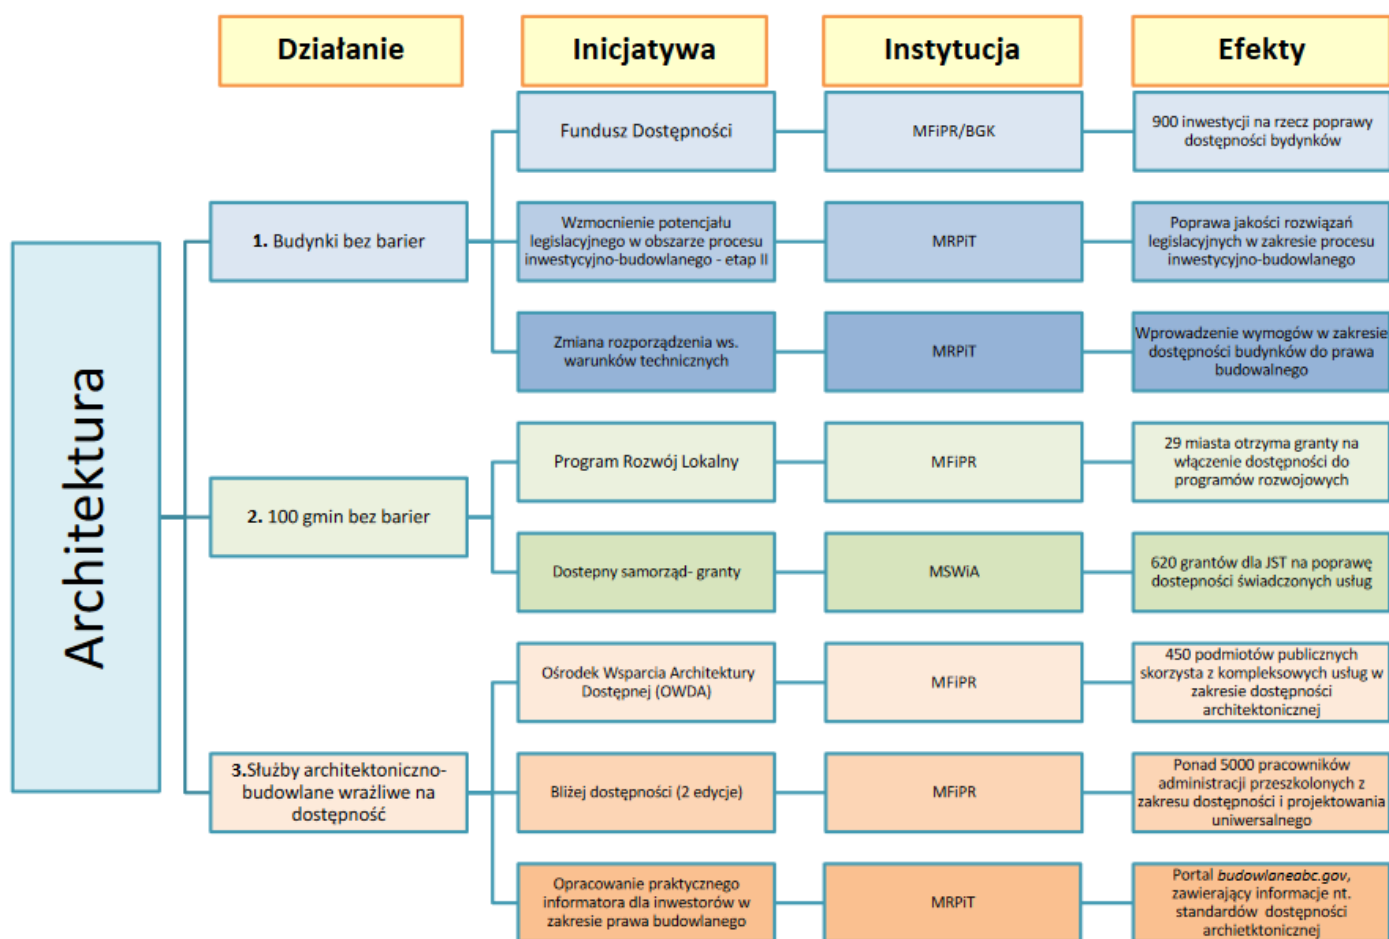 Działanie
Inicjatywa
Instytucja
Efekty
Architektura
1. Budynki bez barier
Fundusz Dostępności
MFiPR/BGK
900 inwestycji na rzecz poprawy
dostępności bydynków
Wzmocnienie potencjału
legislacyjnego w obszarze procesu
inwestycyjno-budowlanego - etap II
MRPiT
Poprawa jakości rozwiązań
legislacyjnych w zakresie procesu
inwestycyjno-budowlanego
Zmiana rozporządzenia ws.
warunków technicznych
MRPiT
Wprowadzenie wymogów w zakresie
dostępności budynków do prawa
budowalnego
2. 100 gmin bez barier
Program Rozwój Lokalny
MFiPR
29 miasta otrzyma granty na
włączenie dostępności do
programów rozwojowych
Dostepny samorząd- granty
MSWiA
620 grantów dla JST na poprawę
dostepności świadczonych usług
3.Służby architektoniczno-
budowlane wrażliwe na
dostępność
Ośrodek Wsparcia Architektury
Dostępnej (OWDA)
MFiPR
450 podmiotów publicznych
skorzysta z kompleksowych usług w
zakresie dostępności
architektonicznej
Bliżej dostępności (2 edycje)
MFiPR
Ponad 5000 pracowników
administracji przeszkolonych z
zakresu dostępności i projektowania
uniwersalnego
Opracowanie praktycznego
informatora dla inwestorów w
zakresie prawa budowlanego
MRPiT
Portal budowlaneabc.gov,
zawierający informacje nt.
standardów dostępności
archietktonicznej